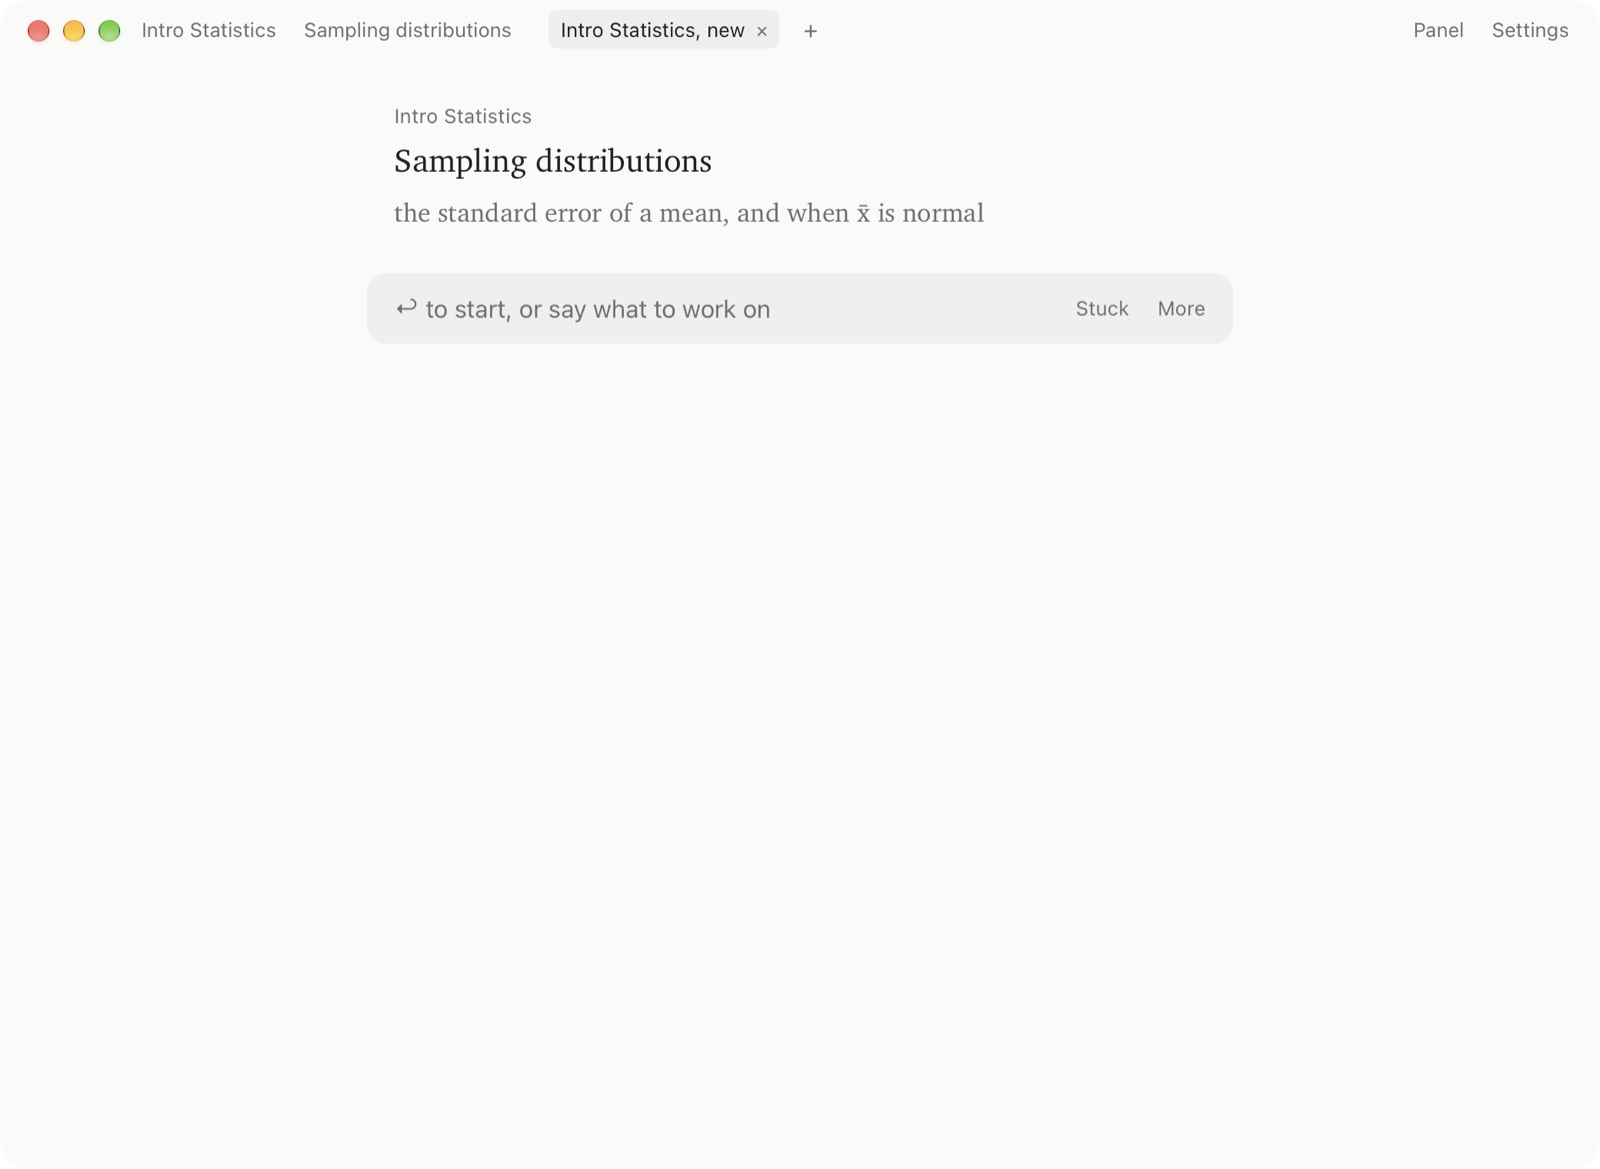 Intro Statistics Sampling distributions Intro Statistics, new × + Panel Settings
Intro Statistics
Sampling distributions
the standard error of a mean, and when x̄ is normal
↩ to start, or say what to work on Stuck More